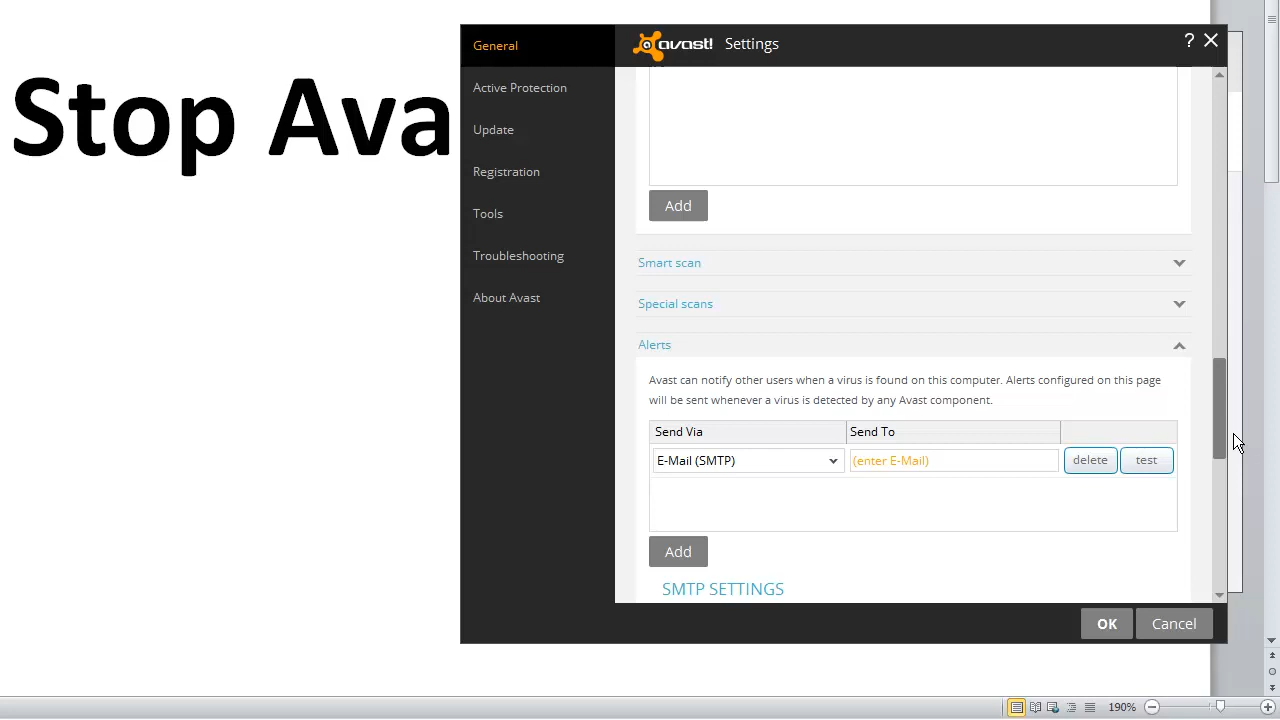 Stop Ava
General
Active Protection
Update
Registration
Tools
Troubleshooting
About Avast
avast! Settings
?
Add
Smart scan
Special scans
Alerts
Avast can notify other users when a virus is found on this computer. Alerts configured on this page
will be sent whenever a virus is detected by any Avast component.
Send Via Send To
E-Mail (SMTP) (enter E-Mail) delete test
Add
SMTP SETTINGS
OK Cancel
190%